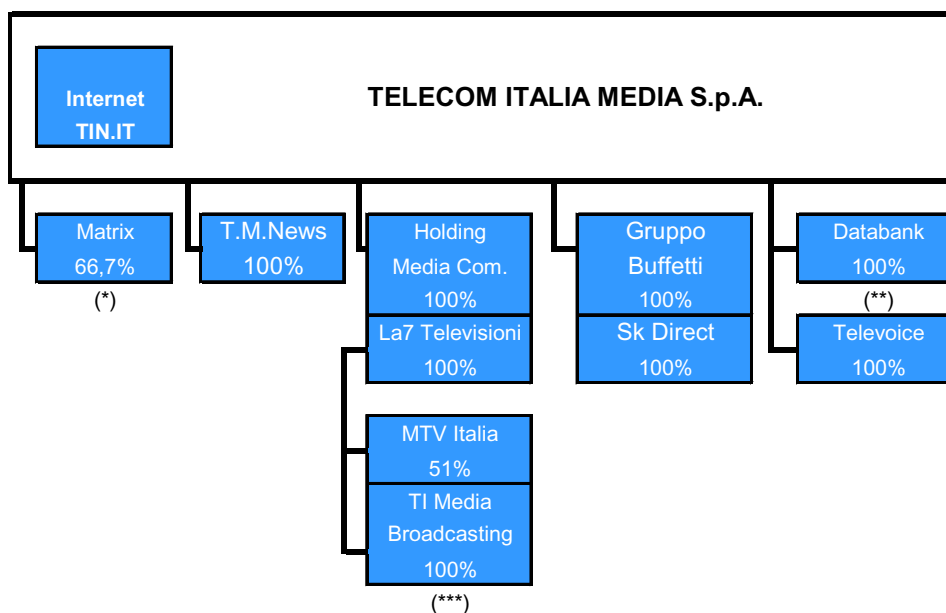 Internet
TIN.IT
TELECOM ITALIA MEDIA S.p.A.
Matrix
66,7%
(*)
T.M.News
100%
Holding
Media Com.
100%
La7 Televisioni
100%
MTV Italia
51%
TI Media
Broadcasting
100%
(***)
Gruppo
Buffetti
100%
Sk Direct
100%
Databank
100%
(**)
Televoice
100%